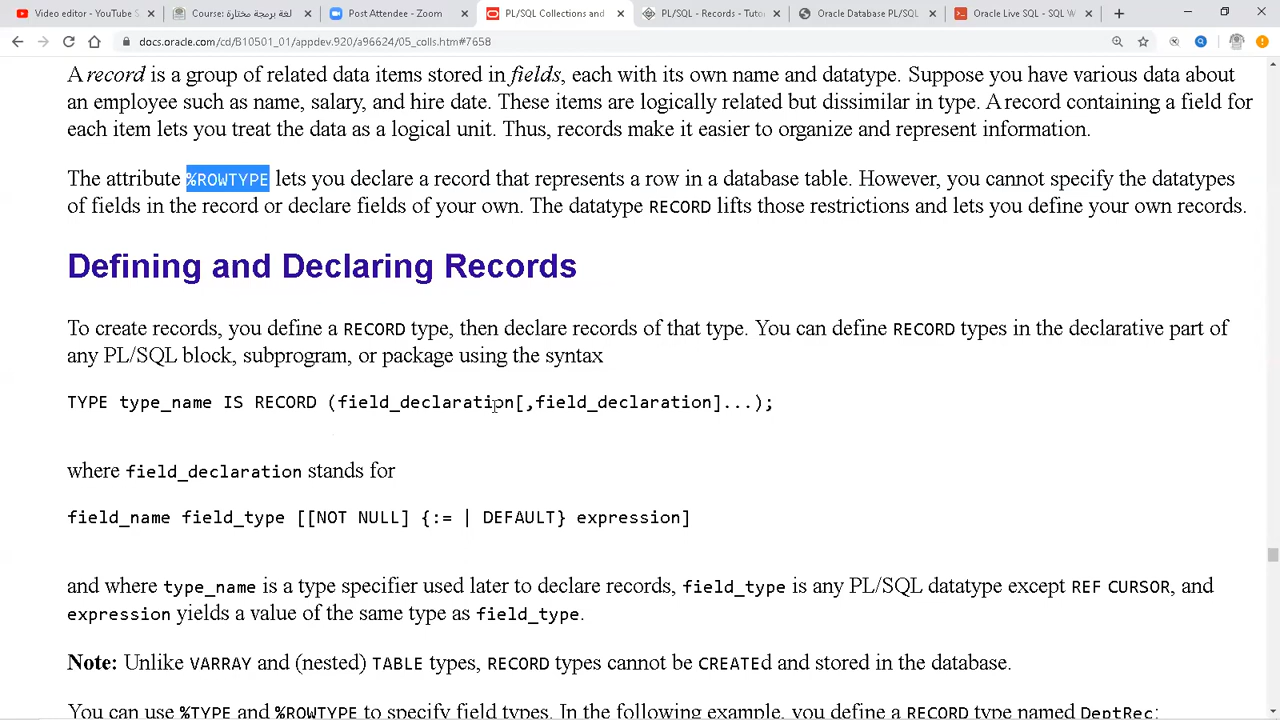 Video editor - YouTube S
Course: لغة برمجة مختارة
Post Attendee - Zoom
PL/SQL Collections and
PL/SQL - Records - Tuto
Oracle Database PL/SQL
Oracle Live SQL - SQL W
docs.oracle.com/cd/B10501_01/appdev.920/a96624/05_colls.htm#7658
A record is a group of related data items stored in fields, each with its own name and datatype. Suppose you have various data about
an employee such as name, salary, and hire date. These items are logically related but dissimilar in type. A record containing a field for
each item lets you treat the data as a logical unit. Thus, records make it easier to organize and represent information.
The attribute %ROWTYPE lets you declare a record that represents a row in a database table. However, you cannot specify the datatypes
of fields in the record or declare fields of your own. The datatype RECORD lifts those restrictions and lets you define your own records.
Defining and Declaring Records
To create records, you define a RECORD type, then declare records of that type. You can define RECORD types in the declarative part of
any PL/SQL block, subprogram, or package using the syntax
TYPE type_name IS RECORD (field_declaration[,field_declaration]...);
where field_declaration stands for
field_name field_type [[NOT NULL] {:= | DEFAULT} expression]
and where type_name is a type specifier used later to declare records, field_type is any PL/SQL datatype except REF CURSOR, and
expression yields a value of the same type as field_type.
Note: Unlike VARRAY and (nested) TABLE types, RECORD types cannot be CREATEd and stored in the database.
You can use %TYPE and %ROWTYPE to specify field types. In the following example, you define a RECORD type named DeptRec: